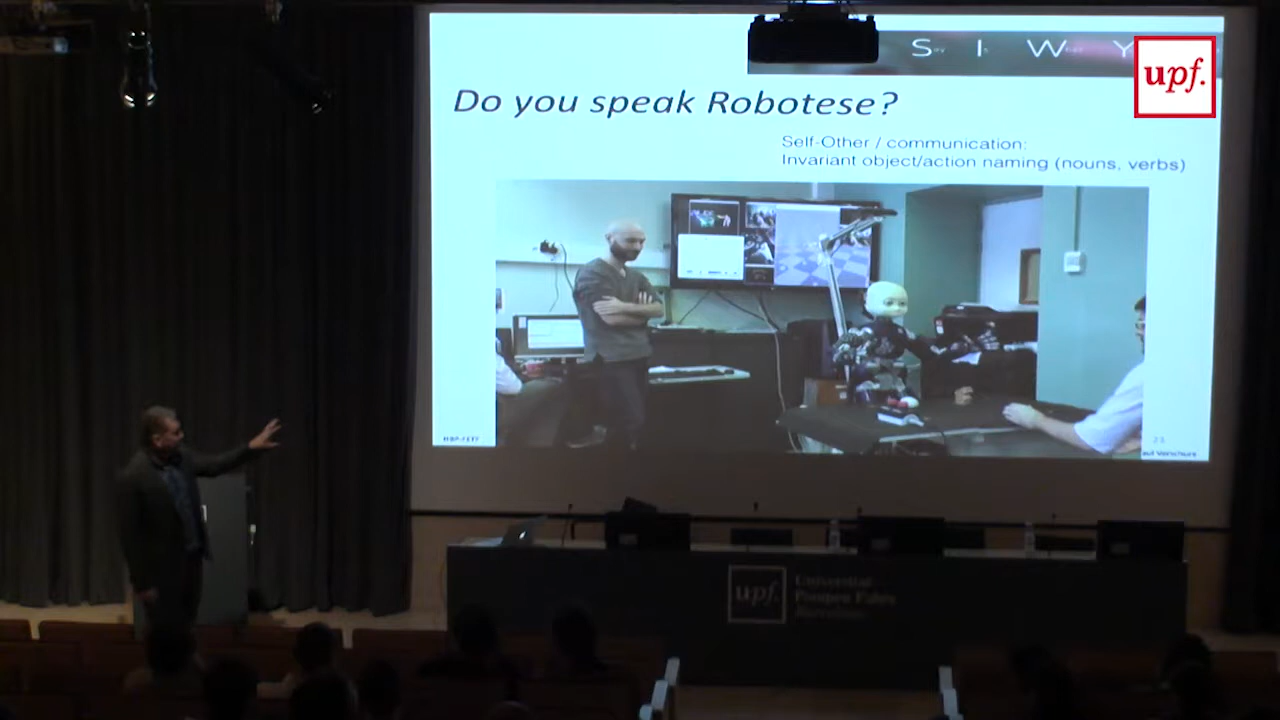 S I W Y
upf.
Do you speak Robotese?
Self-Other / communication:
Invariant object/action naming (nouns, verbs)
23
upf.
Universitat
Pompeu Fabra
Barcelona